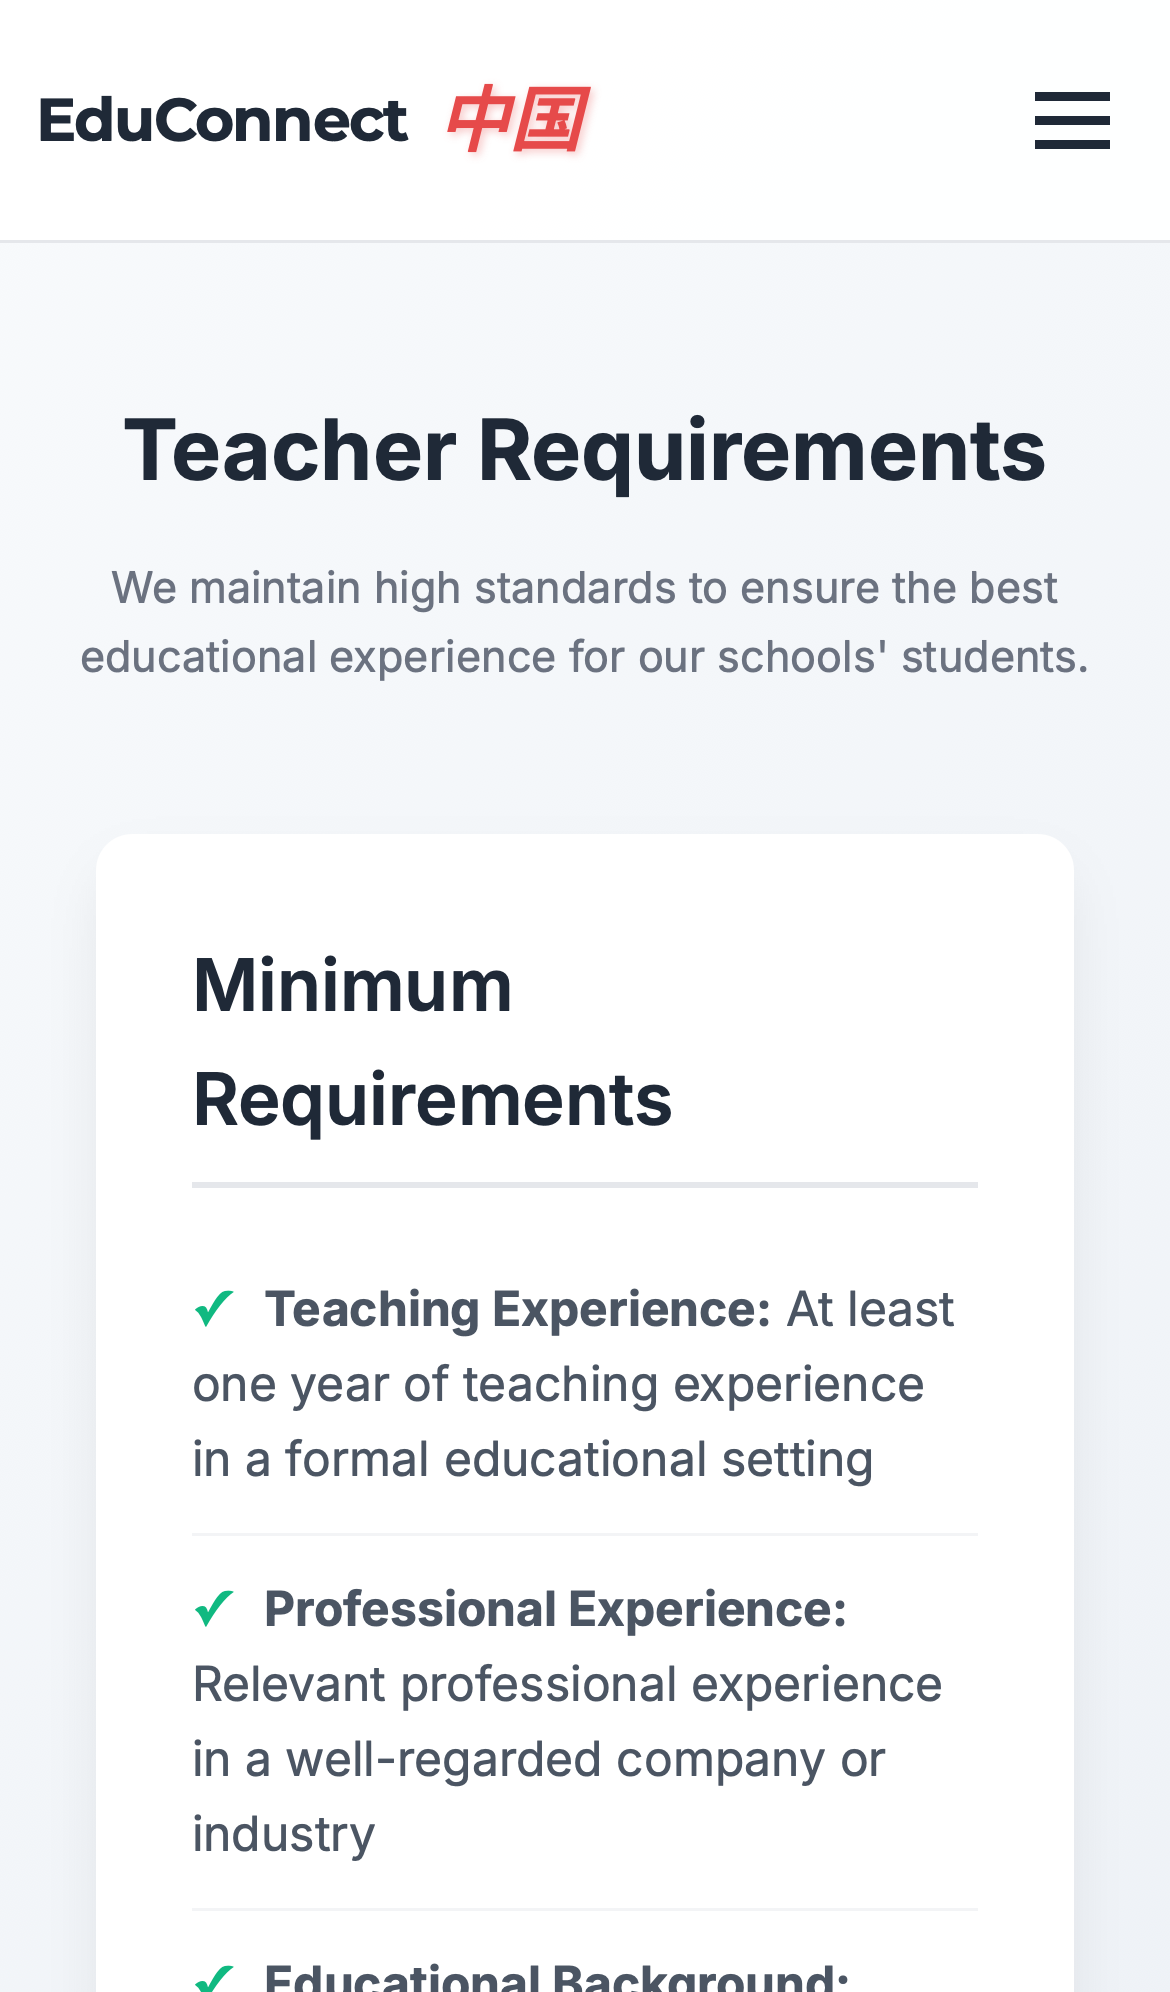 EduConnect 中国
Teacher Requirements
We maintain high standards to ensure the best
educational experience for our schools' students.
Minimum
Requirements
✓ Teaching Experience: At least
one year of teaching experience
in a formal educational setting
✓ Professional Experience:
Relevant professional experience
in a well-regarded company or
industry
✓ Educational Background: